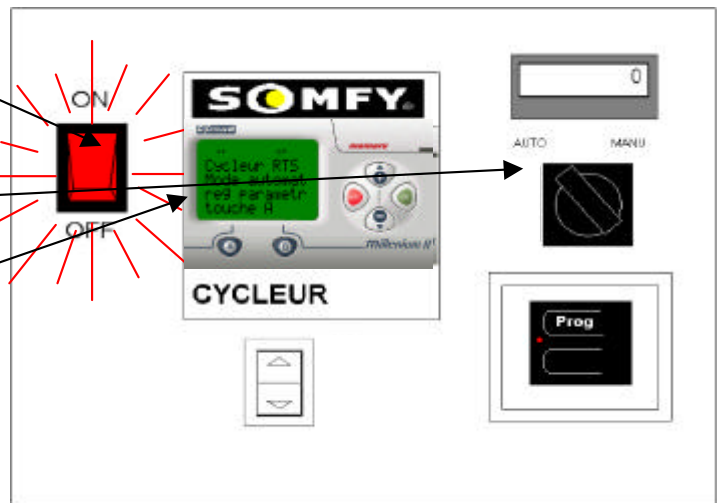 ON
OFF
SOMFY
Cycleur RTS
Mode automat
reg parametr
touche A
A
B
Millenium II
CYCLEUR
0
AUTO MANU
Prog